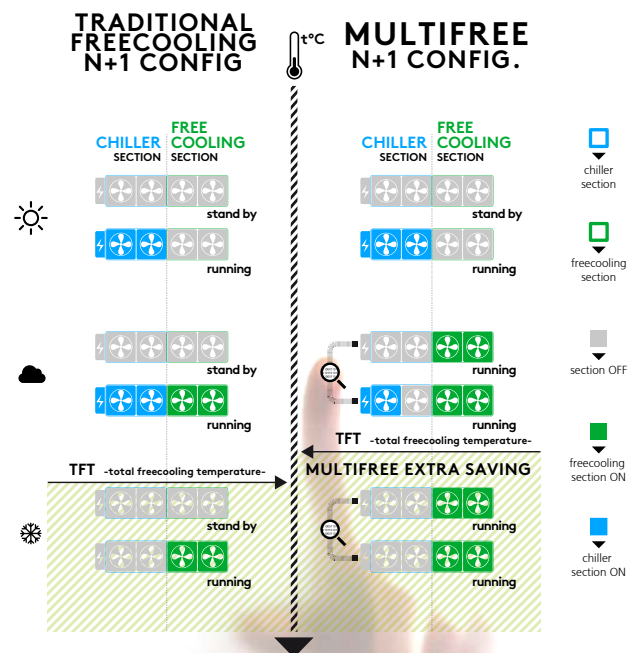 TRADITIONAL
FREECOOLING
N+1 CONFIG
t°C
MULTIFREE
N+1 CONFIG.
CHILLER
SECTION
FREE
COOLING
SECTION
CHILLER
SECTION
FREE
COOLING
SECTION
chiller
section
stand by
stand by
running
running
freecooling
section
stand by
running
section OFF
running
running
TFT -total freecooling temperature-
TFT -total freecooling temperature-
MULTIFREE EXTRA SAVING
freecooling
section ON
stand by
running
running
running
chiller
section ON